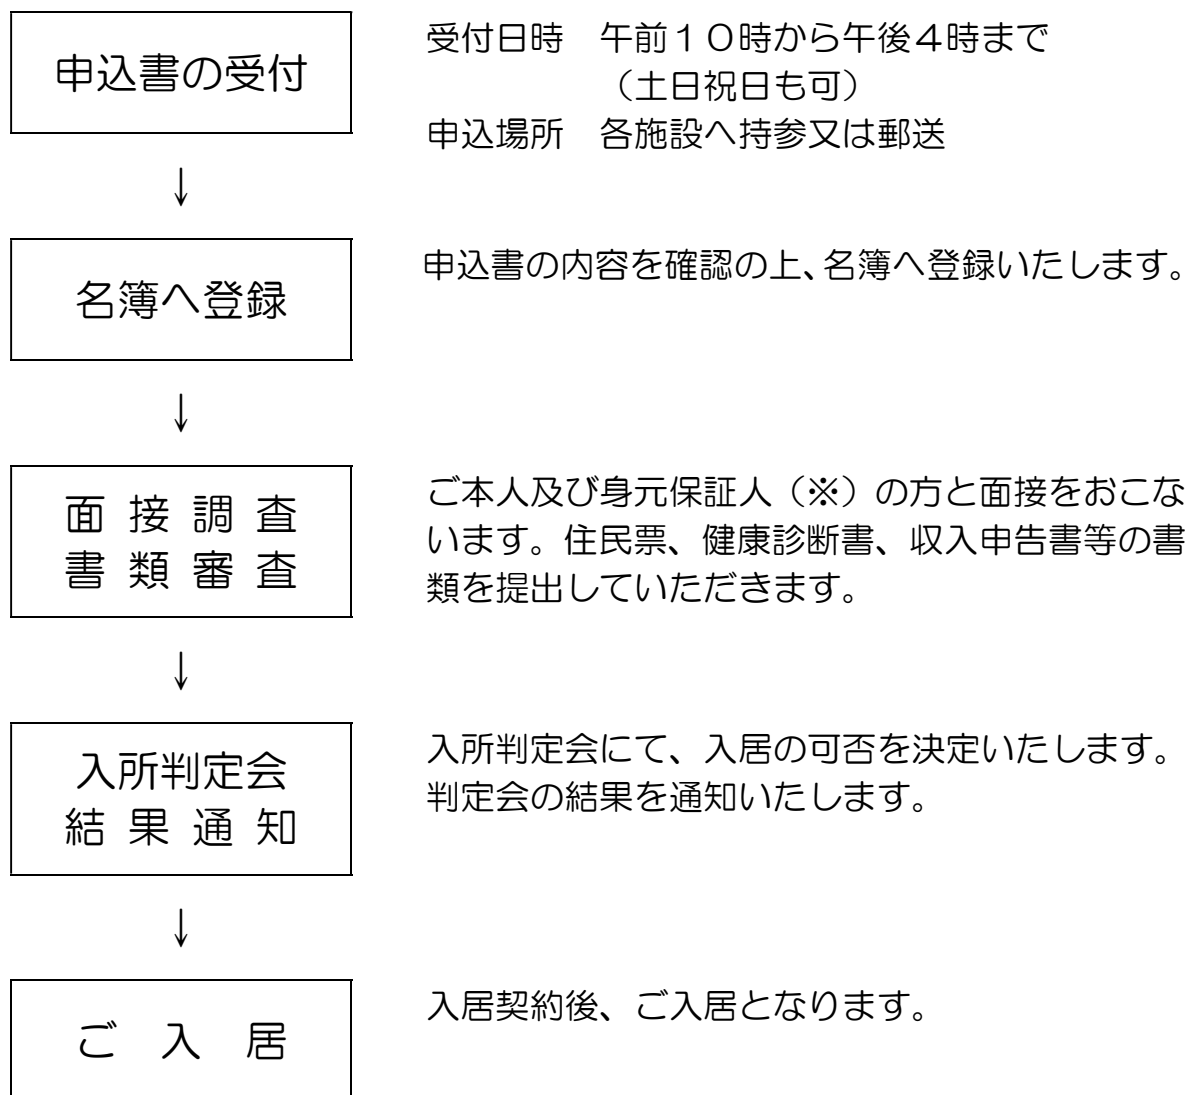 申込書の受付
受付日時　午前１０時から午後４時まで
（土日祝日も可）
申込場所　各施設へ持参又は郵送
↓
名簿へ登録
申込書の内容を確認の上、名簿へ登録いたします。
↓
面 接 調 査
書 類 審 査
ご本人及び身元保証人（※）の方と面接をおこな
います。住民票、健康診断書、収入申告書等の書
類を提出していただきます。
↓
入所判定会
結 果 通 知
入所判定会にて、入居の可否を決定いたします。
判定会の結果を通知いたします。
↓
ご　入　居
入居契約後、ご入居となります。